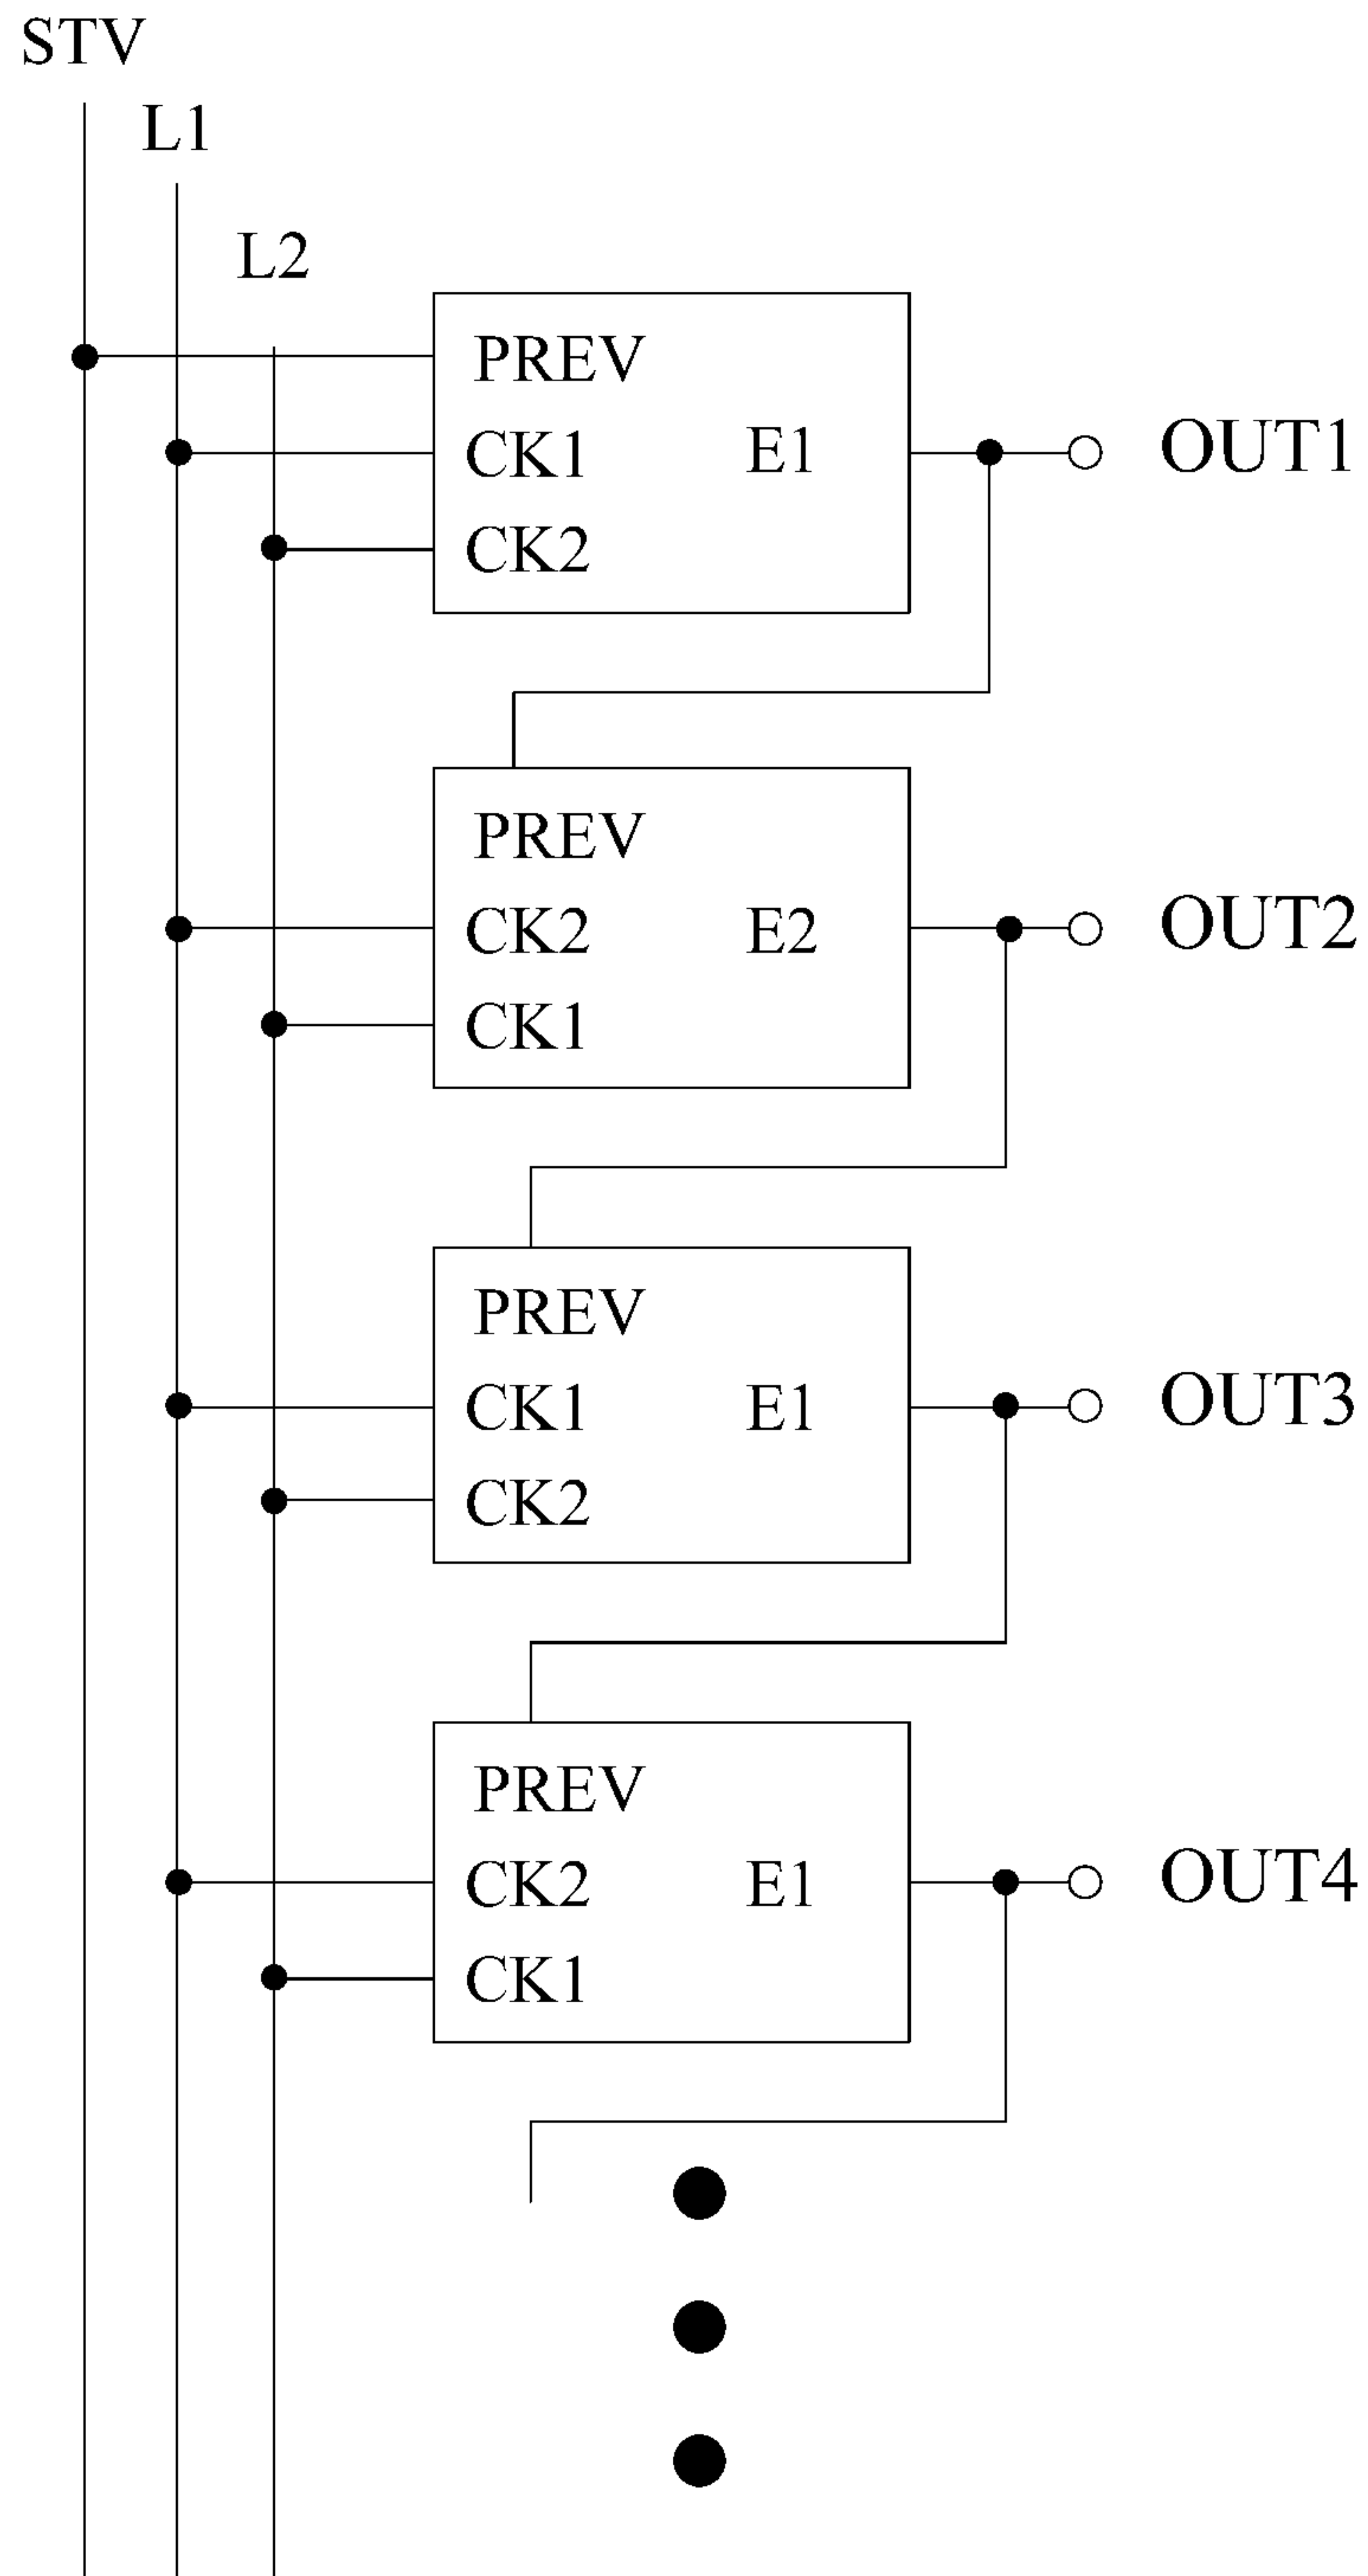 STV
L1
L2
PREV
CK1 E1 OUT1
CK2
PREV
CK2 E2 OUT2
CK1
PREV
CK1 E1 OUT3
CK2
PREV
CK2 E1 OUT4
CK1